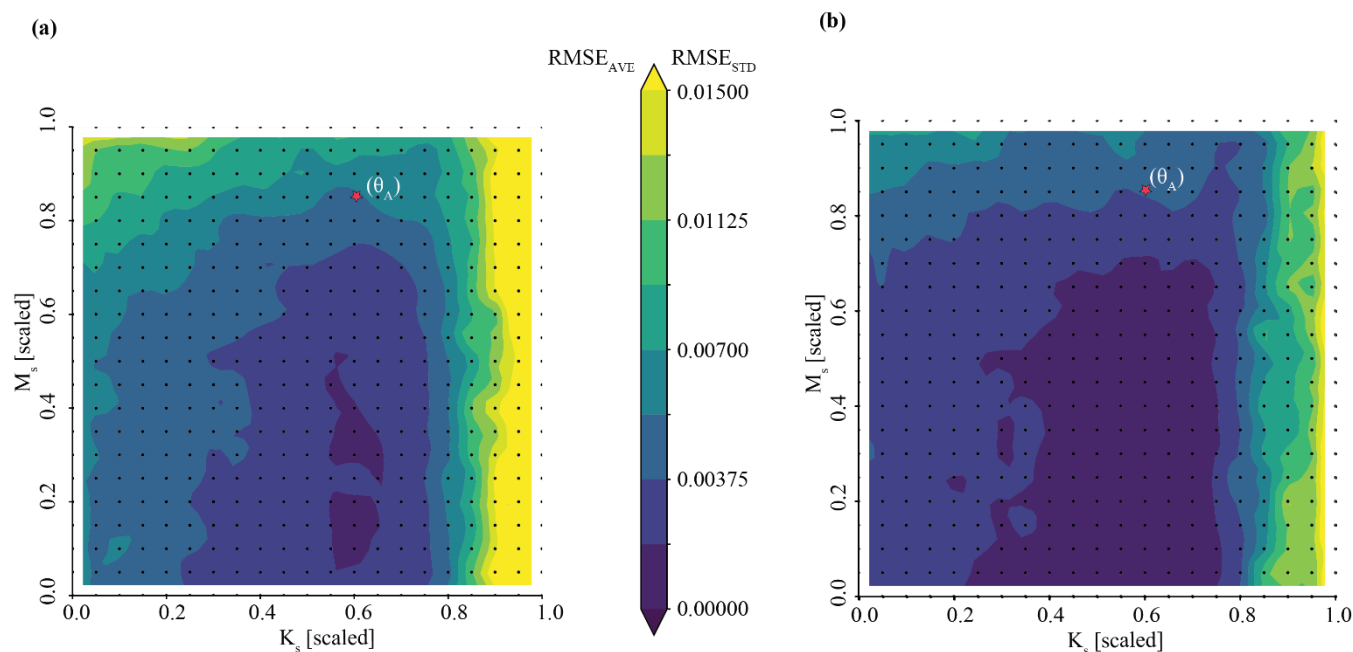 (a)
(b)
RMSE_AVE
RMSE_STD
0.01500
0.01125
0.00700
0.00375
0.00000
1.0
0.8
0.6
0.4
0.2
0.0
M_s [scaled]
(θ_A)
0.0 0.2 0.4 0.6 0.8 1.0
K_s [scaled]
1.0
0.8
0.6
0.4
0.2
0.0
M_s [scaled]
(θ_A)
0.0 0.2 0.4 0.6 0.8 1.0
K_s [scaled]